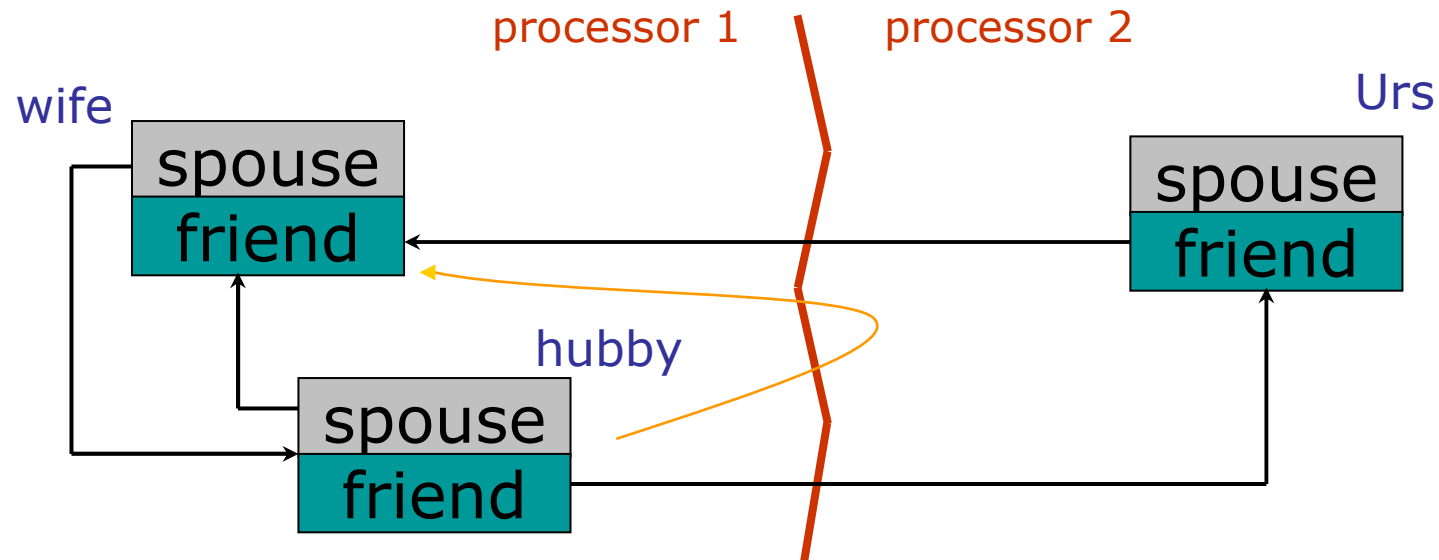 processor 1
processor 2
wife
Urs
spouse
friend
spouse
friend
hubby
spouse
friend